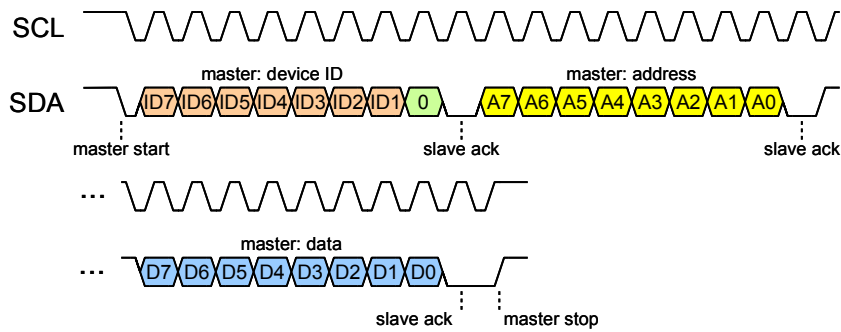 SCL
master: device ID master: address
SDA ID7 ID6 ID5 ID4 ID3 ID2 ID1 0 A7 A6 A5 A4 A3 A2 A1 A0
master start slave ack slave ack
...
master: data
... D7 D6 D5 D4 D3 D2 D1 D0
slave ack master stop